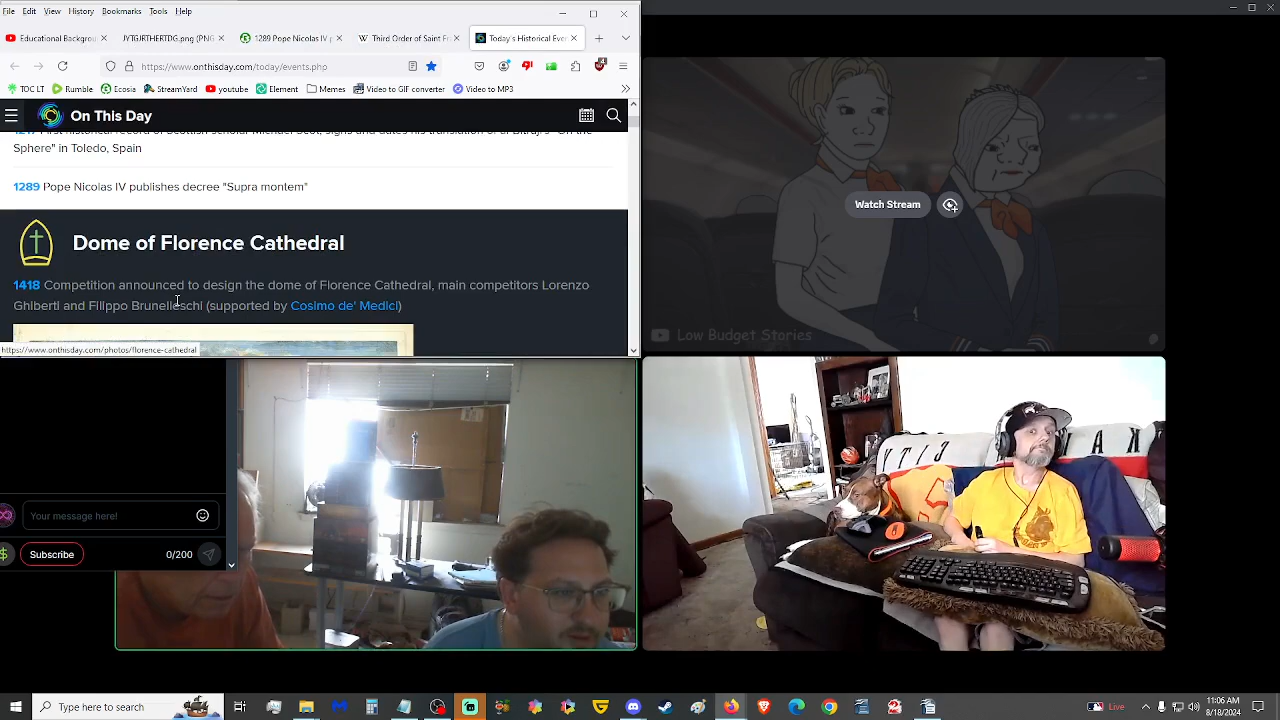 File Edit View History Bookmarks Tools Help
Educational Backgrou
JYTGJRTHERTDG.png (PNG
1289 Pope Nicolas IV p
Third Order of Saint Fr
Today's Historical Eve
https://www.onthisday.com/today/events.php
TOC LT Rumble Ecosia StreamYard youtube Element Memes Video to GIF converter Video to MP3
On This Day
Sphere" in Toledo, Spain
1289 Pope Nicolas IV publishes decree "Supra montem"
Dome of Florence Cathedral
1418 Competition announced to design the dome of Florence Cathedral, main competitors Lorenzo
Ghiberti and Filippo Brunelleschi (supported by Cosimo de' Medici)
https://www.onthisday.com/photos/florence-cathedral
Watch Stream
Low Budget Stories
Your message here!
Subscribe
0/200
Type here to search
Live
11:06 AM
8/18/2024